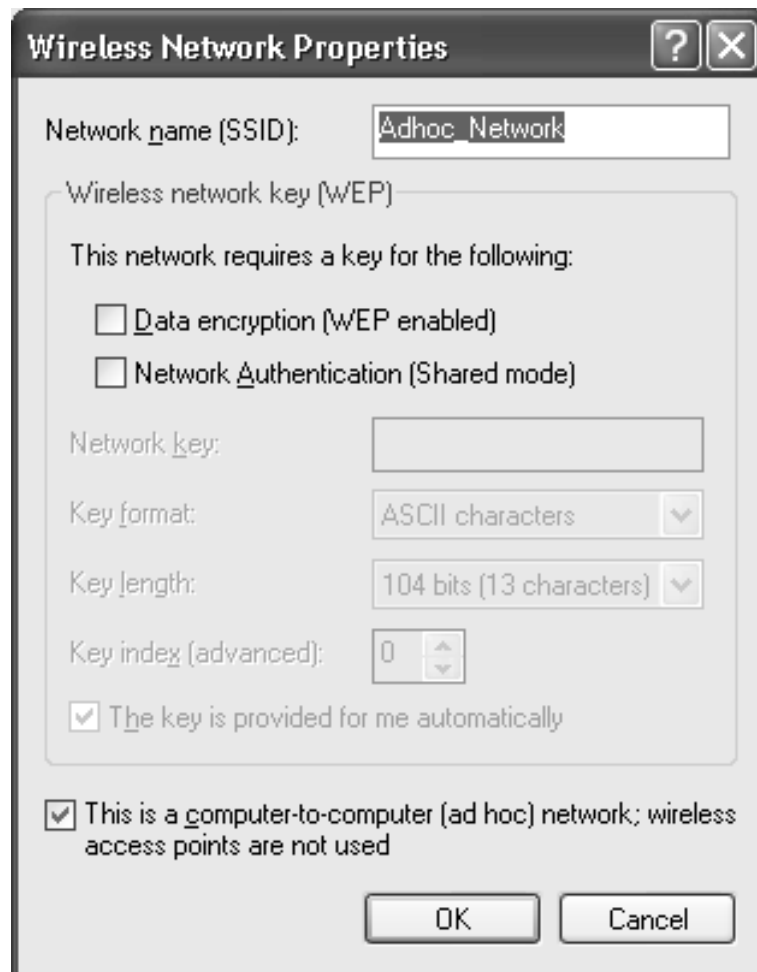 Wireless Network Properties
Network name (SSID): Adhoc_Network
Wireless network key (WEP)
This network requires a key for the following:
Data encryption (WEP enabled)
Network Authentication (Shared mode)
Network key:
Key format: ASCII characters
Key length: 104 bits (13 characters)
Key index (advanced): 0
The key is provided for me automatically
This is a computer-to-computer (ad hoc) network; wireless
access points are not used
OK Cancel